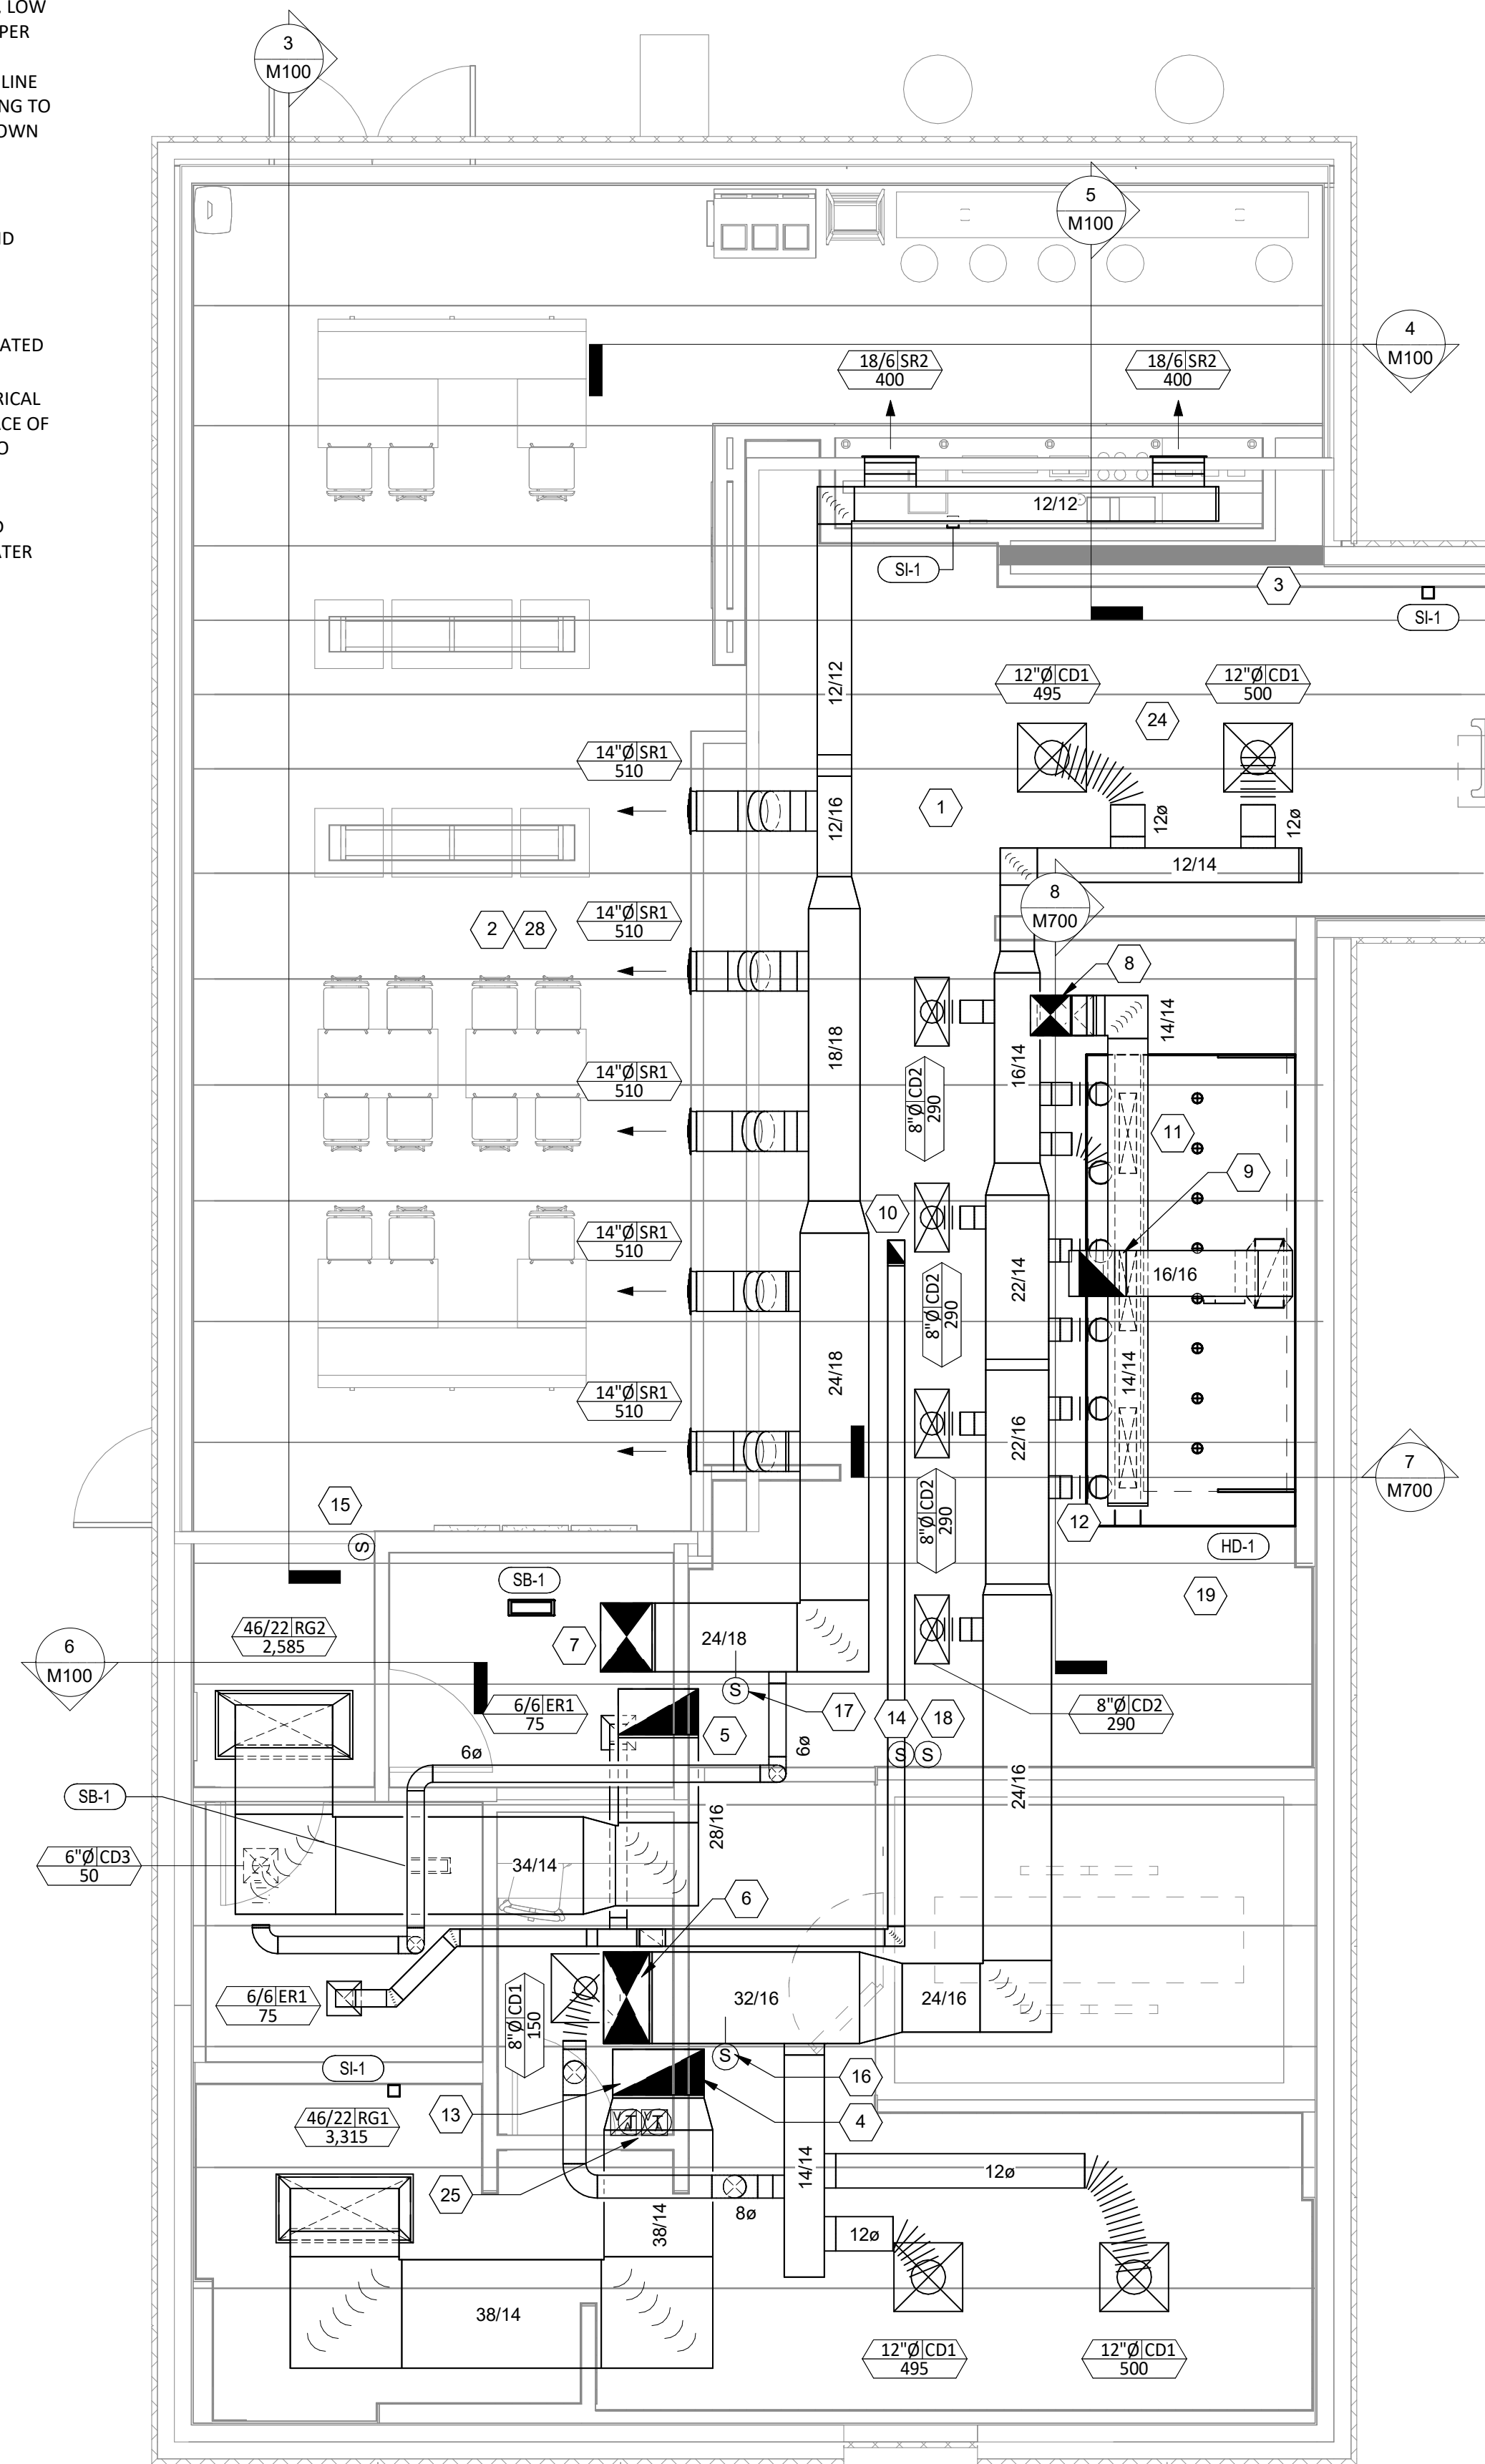 LOW
PER
LINE
NG TO
OWN
ATED
RICAL
CE OF
O
ATER
3
M100
5
M100
4
M100
18/6 SR2
400
18/6 SR2
400
12/12
SI-1
3
SI-1
12/12
12"Ø CD1
495
12"Ø CD1
500
24
14"Ø SR1
510
1
12/16
12ø
12ø
12/14
8
M700
14"Ø SR1
510
2
28
8
14/14
18/18
16/14
14"Ø SR1
510
8"Ø CD2
290
11
9
10
14"Ø SR1
510
22/14
16/16
8"Ø CD2
290
24/18
14/14
14"Ø SR1
510
22/16
7
M700
15
S
8"Ø CD2
290
12
HD-1
SB-1
19
46/22 RG2
2,585
7
24/18
6
M100
S
6/6 ER1
75
5
17
14
18
8"Ø CD2
290
6ø
6ø
S
S
SB-1
28/16
24/16
6"Ø CD3
50
34/14
6
6/6 ER1
75
8"Ø CD1
150
32/16
24/16
SI-1
S
16
46/22 RG1
3,315
13
4
25
14/14
12ø
38/14
8ø
12ø
38/14
12"Ø CD1
495
12"Ø CD1
500